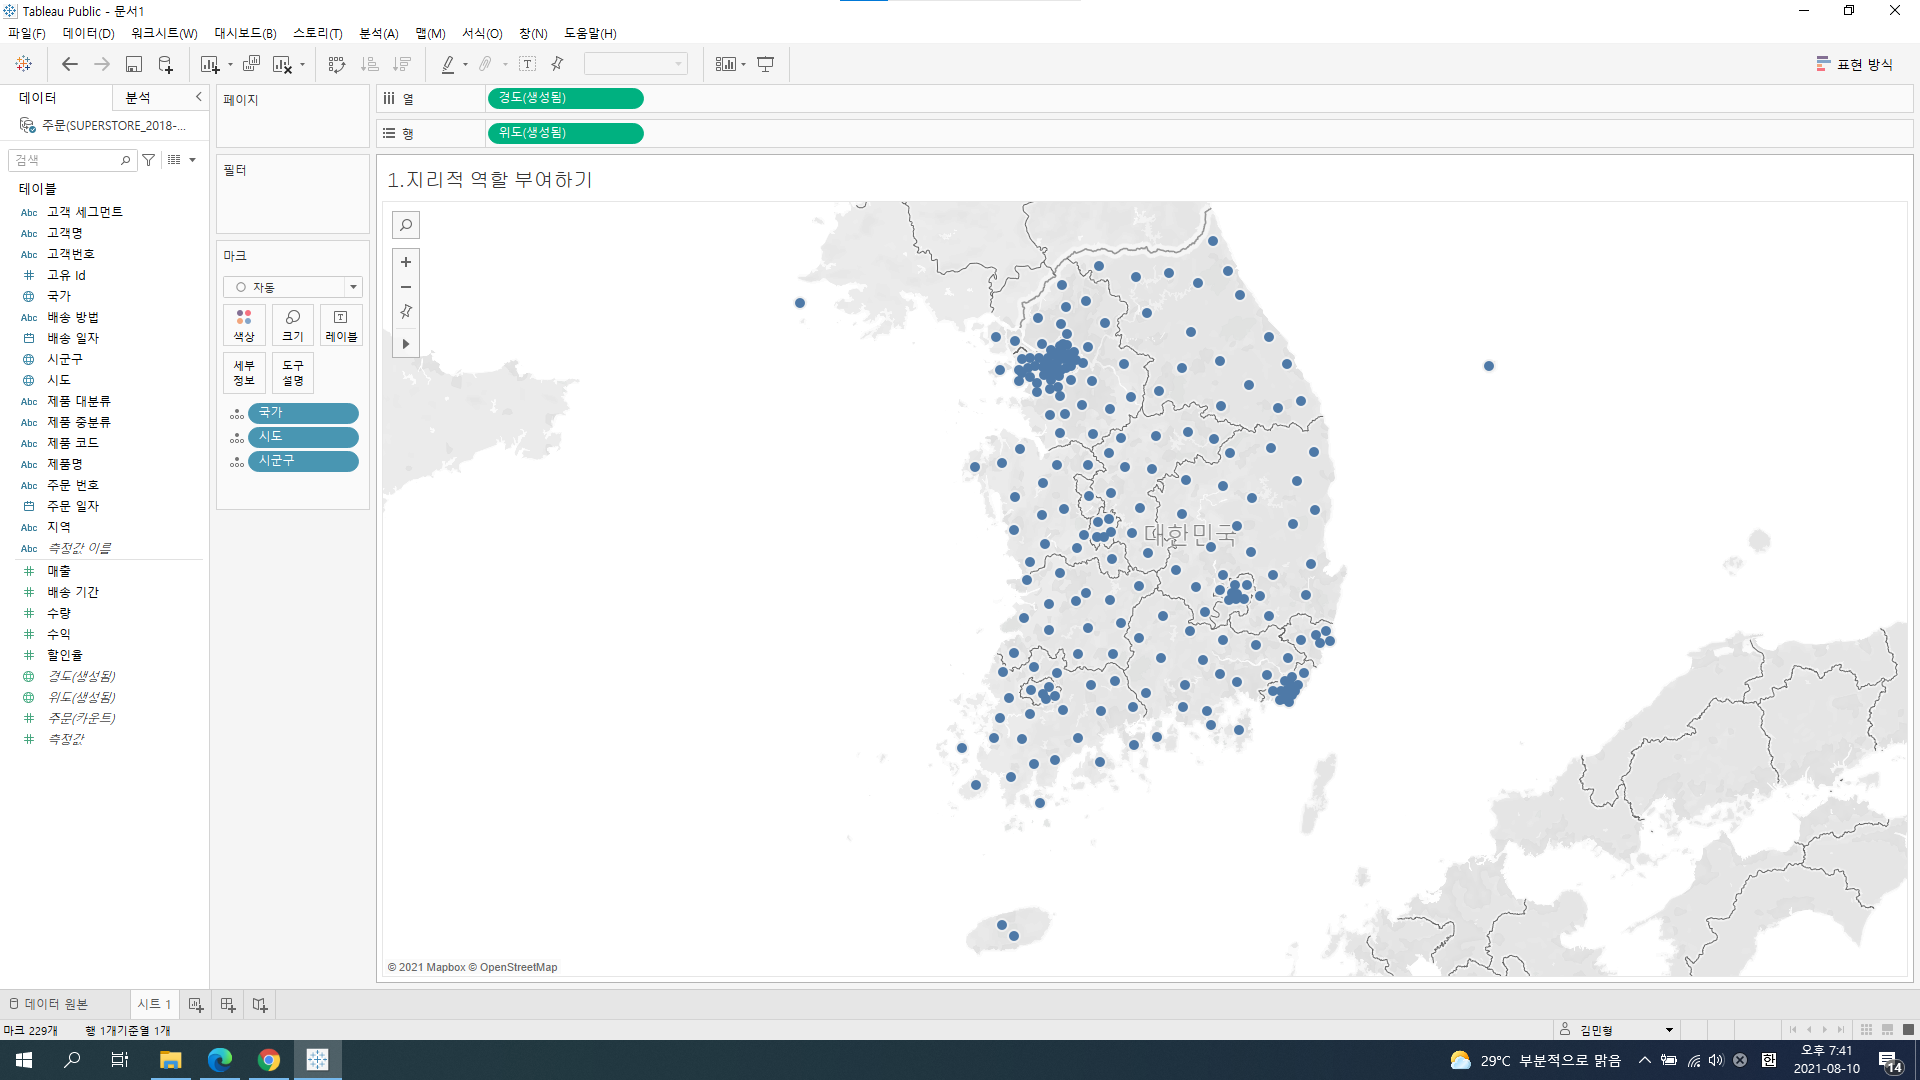 Tableau Public - 문서1
파일(F) 데이터(D) 워크시트(W) 대시보드(B) 스토리(T) 분석(A) 맵(M) 서식(O) 창(N) 도움말(H)
표현 방식
데이터 분석
주문(SUPERSTORE_2018-...
검색
테이블
Abc 고객 세그먼트
Abc 고객명
Abc 고객번호
# 고유 Id
국가
Abc 배송 방법
배송 일자
시군구
시도
Abc 제품 대분류
Abc 제품 중분류
Abc 제품 코드
Abc 제품명
Abc 주문 번호
주문 일자
Abc 지역
Abc 측정값 이름
# 매출
# 배송 기간
# 수량
# 수익
# 할인율
경도(생성됨)
위도(생성됨)
# 주문(카운트)
# 측정값
페이지
필터
마크
자동
색상 크기 레이블
세부 정보 도구 설명
국가
시도
시군구
열 경도(생성됨)
행 위도(생성됨)
1.지리적 역할 부여하기
대한민국
© 2021 Mapbox © OpenStreetMap
데이터 원본 시트 1
마크 229개 행 1개기준열 1개
김민형
29°C 부분적으로 맑음
한
오후 7:41
2021-08-10
14